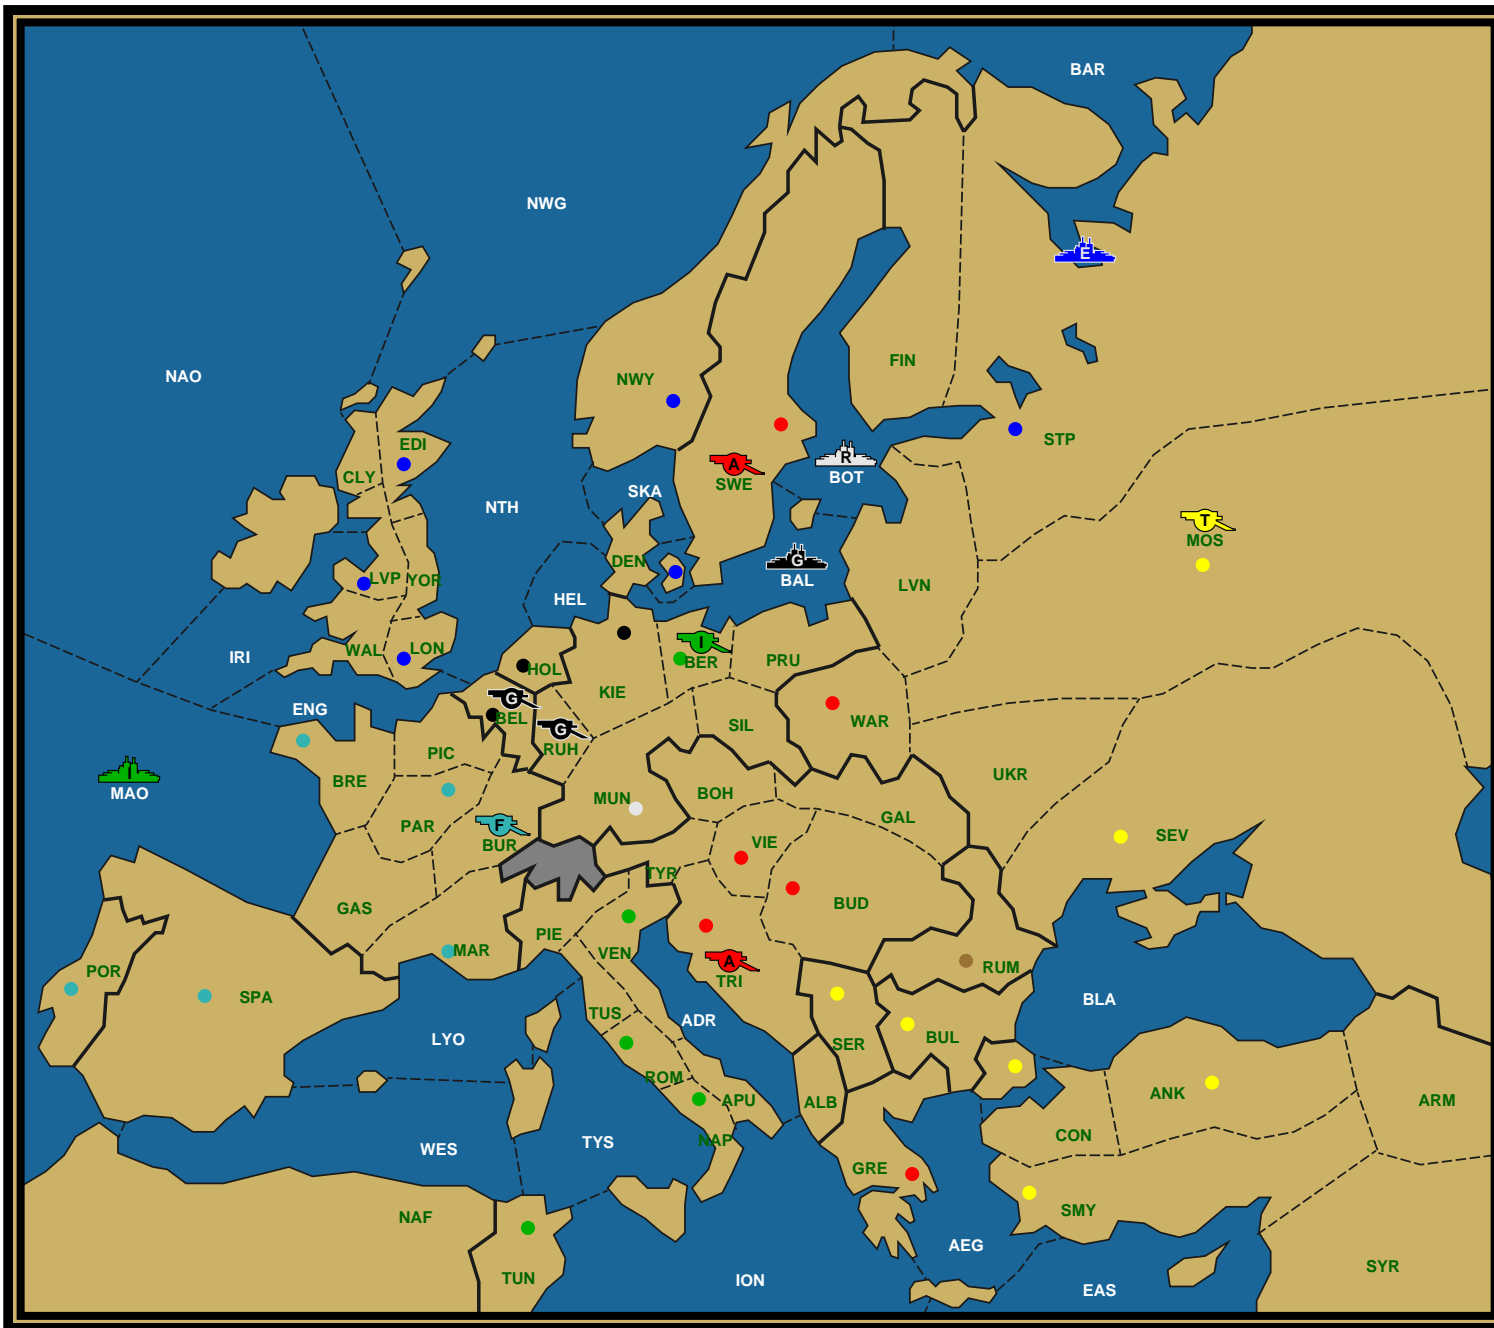 BAR
NWG
E
NAO
FIN
NWY
STP
EDI
R
CLY
A
SWE
BOT
SKA
NTH
T
MOS
G
BAL
DEN
LVP
YOR
LVN
HEL
I
WAL
LON
IRI
HOL
BER
PRU
KIE
G
ENG
BEL
G
RUH
SIL
WAR
PIC
I
MAO
BRE
MUN
BOH
UKR
PAR
F
BUR
VIE
GAL
SEV
TYR
GAS
BUD
PIE
VEN
MAR
A
TRI
POR
SPA
RUM
BLA
TUS
ADR
LYO
SER
BUL
ROM
APU
ALB
ANK
ARM
NAP
CON
WES
TYS
GRE
SMY
NAF
AEG
SYR
TUN
ION
EAS